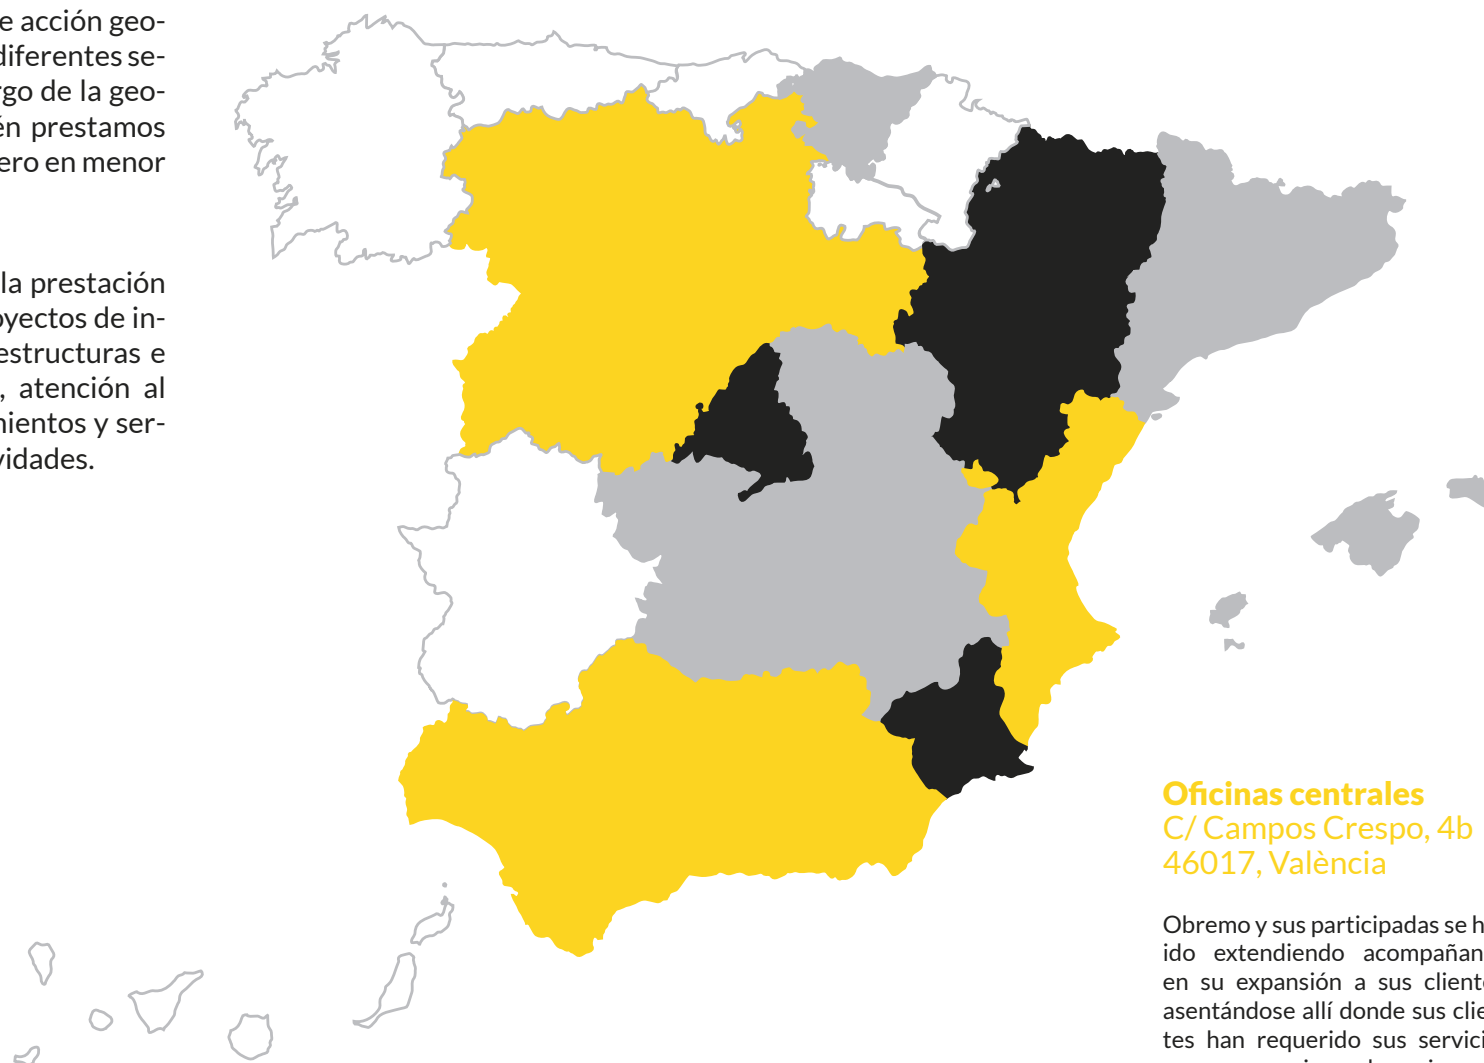 e acción geo-
diferentes se-
rgo de la geo-
én prestamos
ero en menor
la prestación
oyectos de in-
estructuras e
, atención al
mientos y ser-
vidades.
Oficinas centrales
C/ Campos Crespo, 4b
46017, València
Obremo y sus participadas se h
ido extendiendo acompañan
en su expansión a sus client
asentándose allí donde sus clie
tes han requerido sus servici